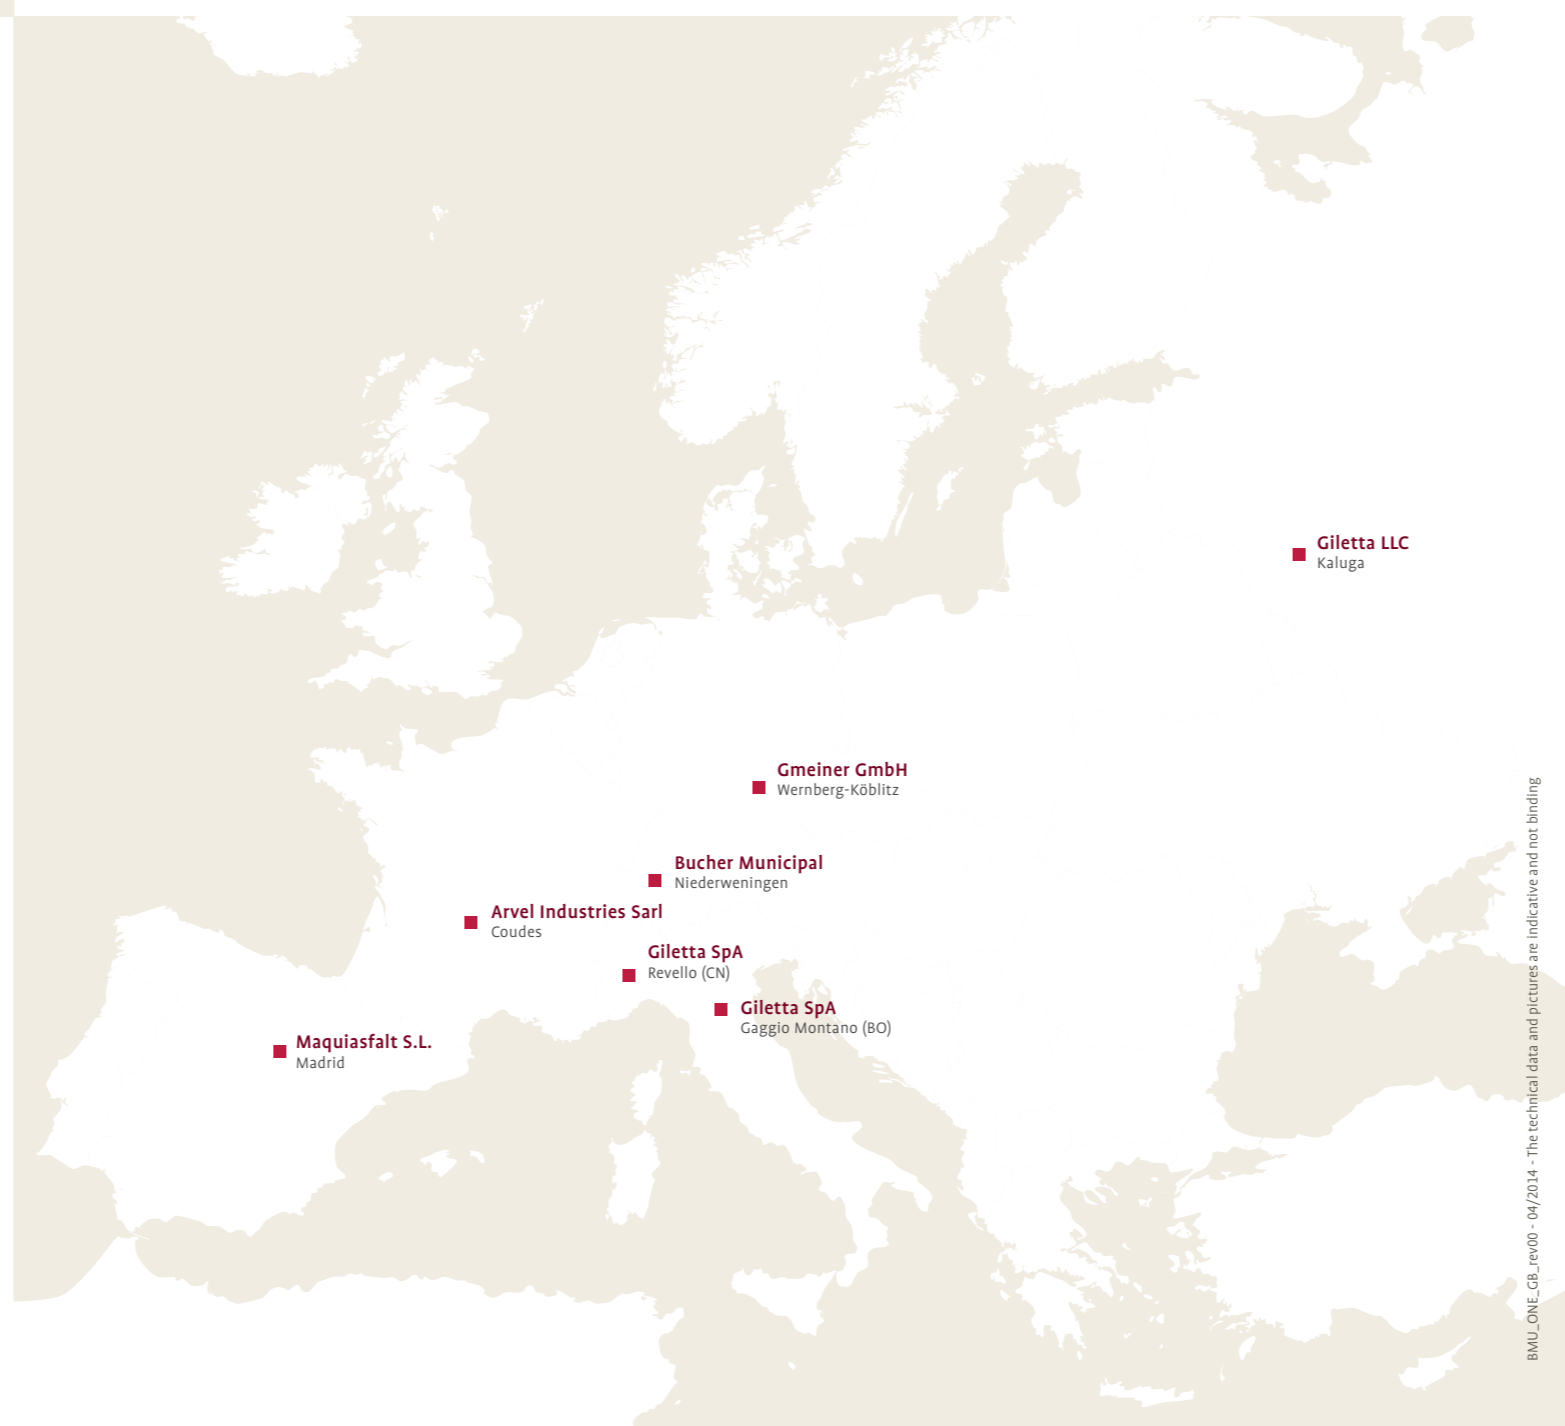 Giletta LLC
Kaluga
Gmeiner GmbH
Wernberg-Köblitz
Bucher Municipal
Niederweningen
Arvel Industries Sarl
Coudes
Giletta SpA
Revello (CN)
Giletta SpA
Gaggio Montano (BO)
Maquiasfalt S.L.
Madrid
BMU_ONE_GB_rev00 - 04/2014 - The technical data and pictures are indicative and not binding